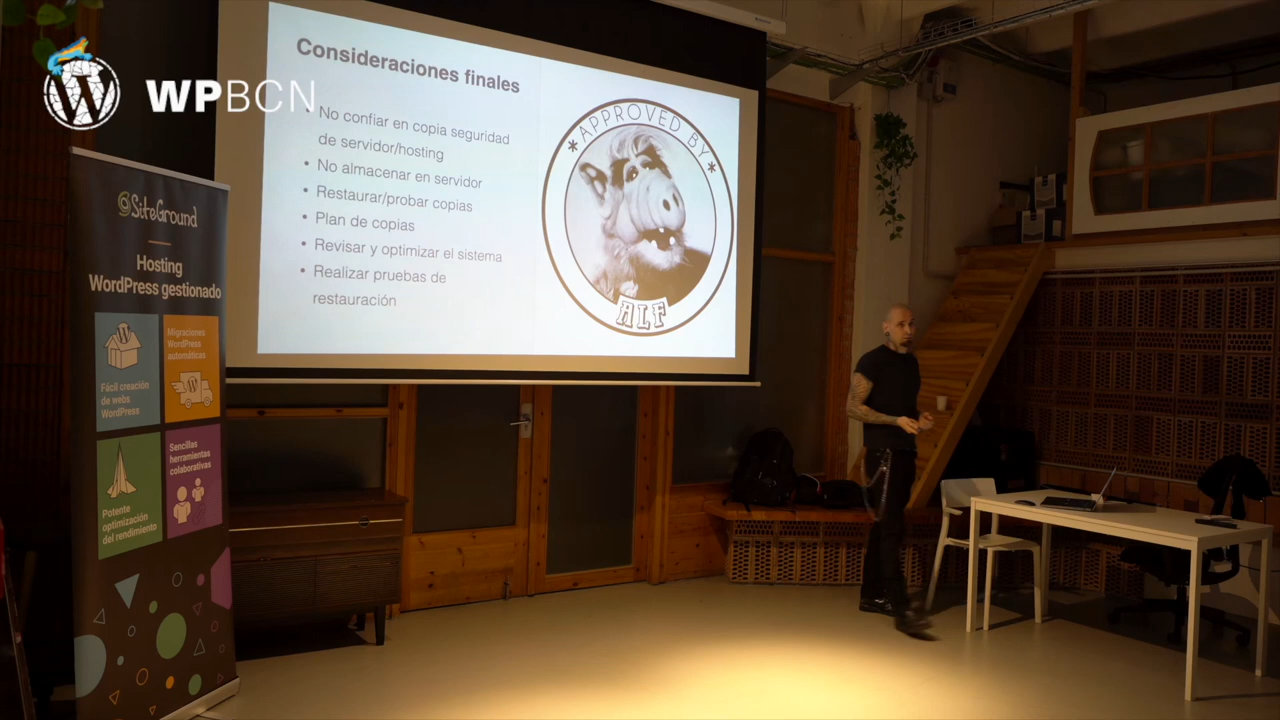 WPBCN
Consideraciones finales
• No confiar en copia seguridad
de servidor/hosting
• No almacenar en servidor
• Restaurar/probar copias
• Plan de copias
• Revisar y optimizar el sistema
• Realizar pruebas de
restauración
* APPROVED BY *
ALF
SiteGround
Hosting
WordPress gestionado
Fácil creación
de webs
WordPress
Migraciones
WordPress
automáticas
Potente
optimización
del rendimiento
Sencillas
herramientas
colaborativas